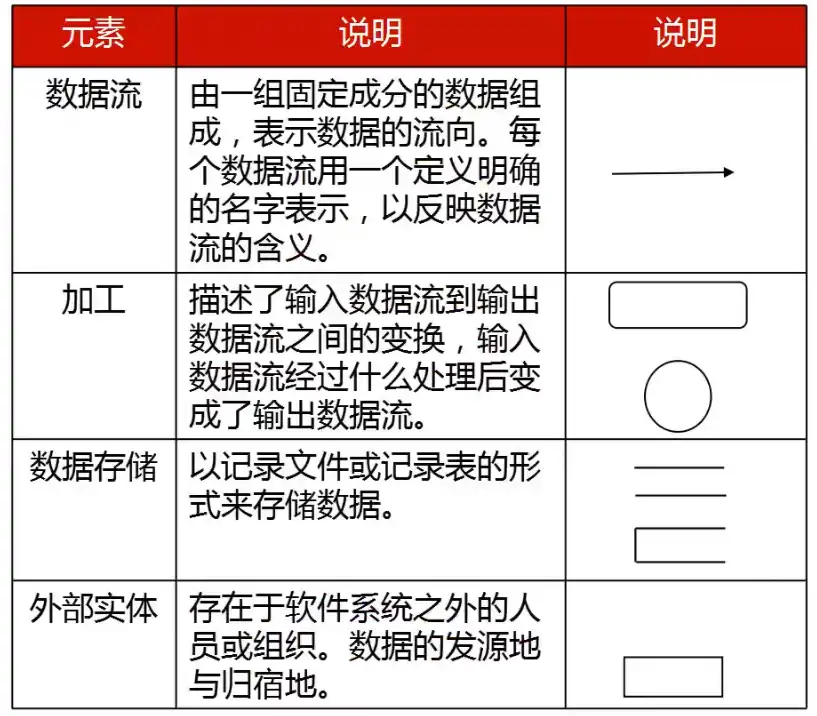 元素 说明 说明
数据流 由一组固定成分的数据组
成，表示数据的流向。每
个数据流用一个定义明确
的名字表示，以反映数据
流的含义。
加工 描述了输入数据流到输出
数据流之间的变换，输入
数据流经过什么处理后变
成了输出数据流。
数据存储 以记录文件或记录表的形
式来存储数据。
外部实体 存在于软件系统之外的人
员或组织。数据的发源地
与归宿地。